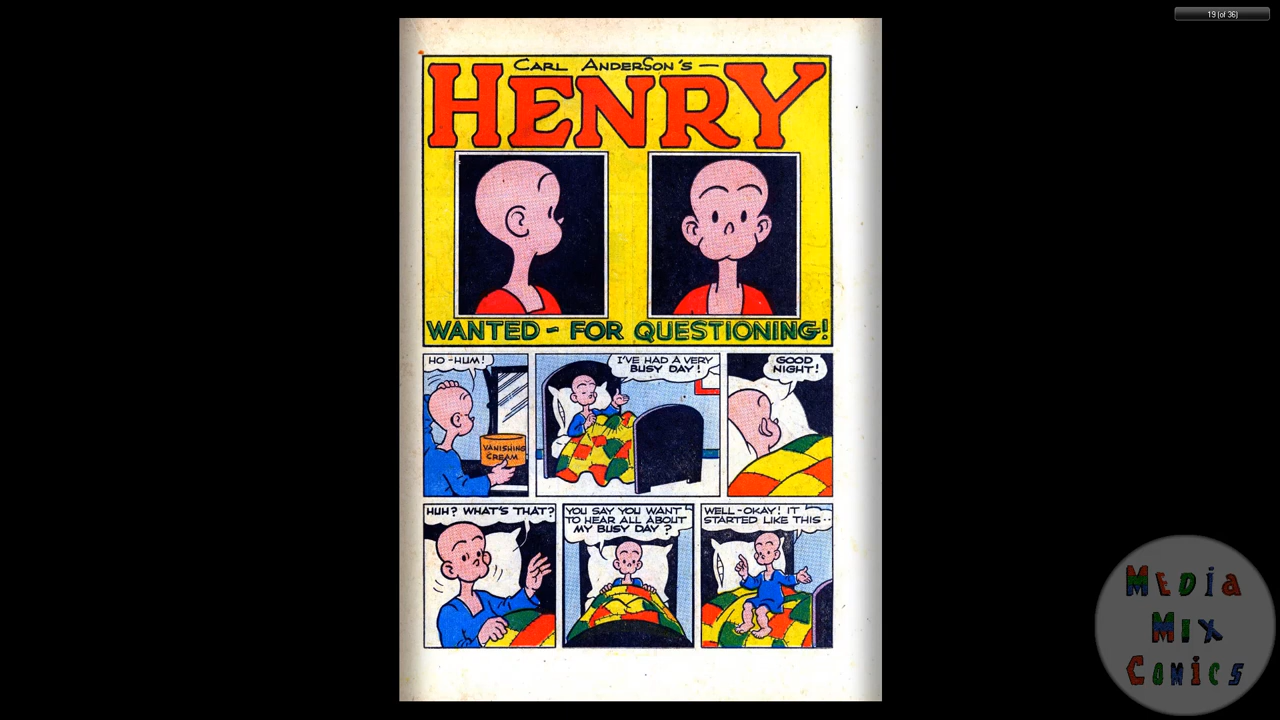 19 (of 36)
CARL ANDERSON'S —
HENRY
WANTED - FOR QUESTIONING!
HO-HUM!
VANISHING
CREAM
I'VE HAD A VERY
BUSY DAY!
GOOD
NIGHT!
HUH? WHAT'S THAT?
YOU SAY YOU WANT
TO HEAR ALL ABOUT
MY BUSY DAY?
WELL-OKAY! IT
STARTED LIKE THIS--
MEDIA
MIX
COMICS